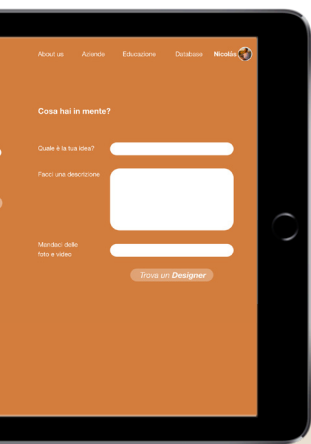 About us Aziende Educazione Database Nicolás
Cosa hai in mente?
Quale è la tua idea?
Facci una descrizione
Mandaci delle
foto e video
Trova un Designer